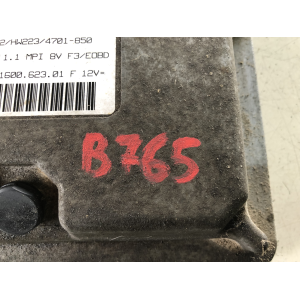 2/HW223/4701-850
1.1 MPI 8V F3/EOBD
1600.623.01 F 12V=
B765